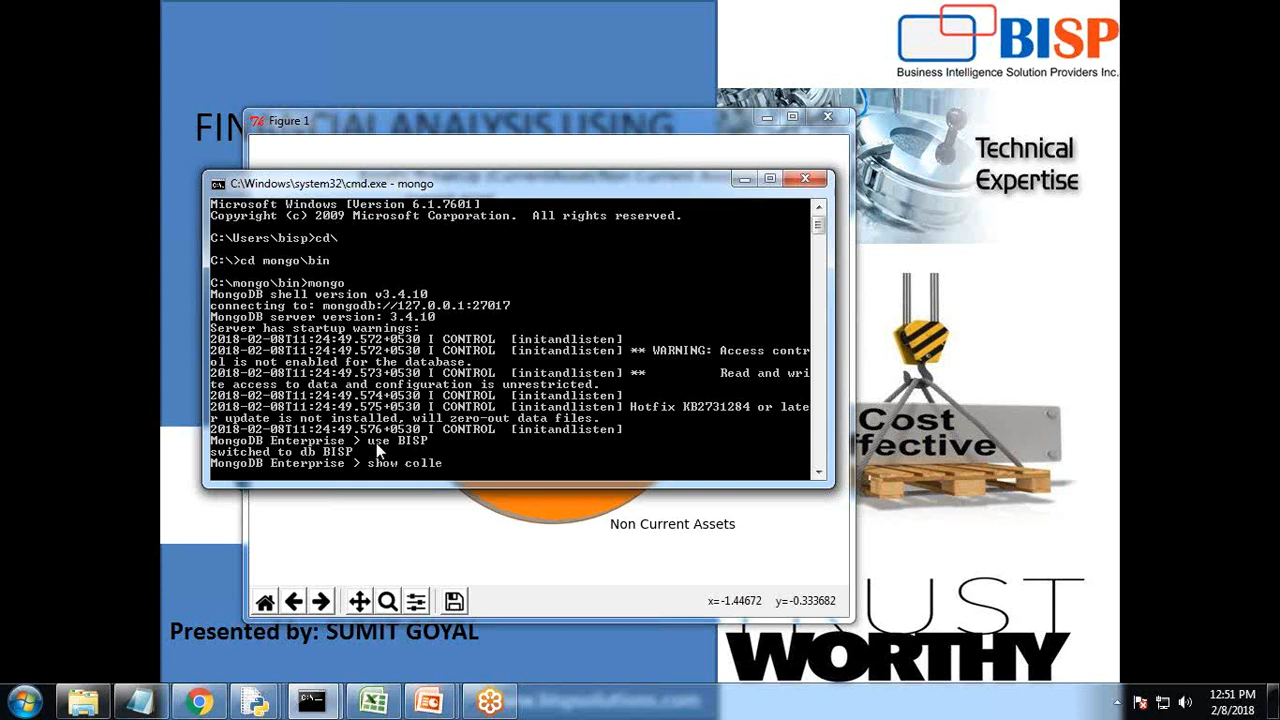 BISP
Business Intelligence Solution Providers Inc.
FIN
ANALYSIS USING
Figure 1
Technical
Expertise
C:\Windows\system32\cmd.exe - mongo
Microsoft Windows [Version 6.1.7601]
Copyright (c) 2009 Microsoft Corporation.  All rights reserved.
C:\Users\bisp>cd\
C:\>cd mongo\bin
C:\mongo\bin>mongo
MongoDB shell version v3.4.10
connecting to: mongodb://127.0.0.1:27017
MongoDB server version: 3.4.10
Server has startup warnings:
2018-02-08T11:24:49.572+0530 I CONTROL  [initandlisten]
2018-02-08T11:24:49.572+0530 I CONTROL  [initandlisten] ** WARNING: Access contr
ol is not enabled for the database.
2018-02-08T11:24:49.573+0530 I CONTROL  [initandlisten] **          Read and wri
te access to data and configuration is unrestricted.
2018-02-08T11:24:49.574+0530 I CONTROL  [initandlisten]
2018-02-08T11:24:49.575+0530 I CONTROL  [initandlisten] Hotfix KB2731284 or late
r update is not installed, will zero-out data files.
2018-02-08T11:24:49.576+0530 I CONTROL  [initandlisten]
MongoDB Enterprise > use BISP
switched to db BISP
MongoDB Enterprise > show colle
Cost
ffective
Non Current Assets
x=-1.44672 y=-0.333682
TRUST
WORTHY
Presented by: SUMIT GOYAL
12:51 PM
2/8/2018